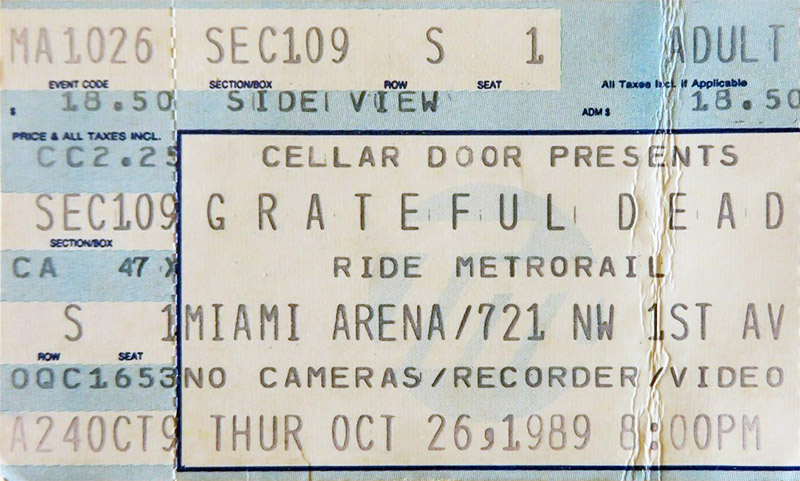 MA1026 SEC109 S 1 ADULT
EVENT CODE SECTION/BOX ROW SEAT All Taxes Incl. if Applicable
$ 18.50 SIDE VIEW ADM $ 18.50
PRICE & ALL TAXES INCL.
CC2.25 CELLAR DOOR PRESENTS
SEC109 GRATEFUL DEAD
SECTION/BOX
CA 47 X RIDE METRORAIL
S 1 MIAMI ARENA/721 NW 1ST AV
ROW SEAT
OQC1653 NO CAMERAS/RECORDER/VIDEO
A24OCT9 THUR OCT 26,1989 8:00PM